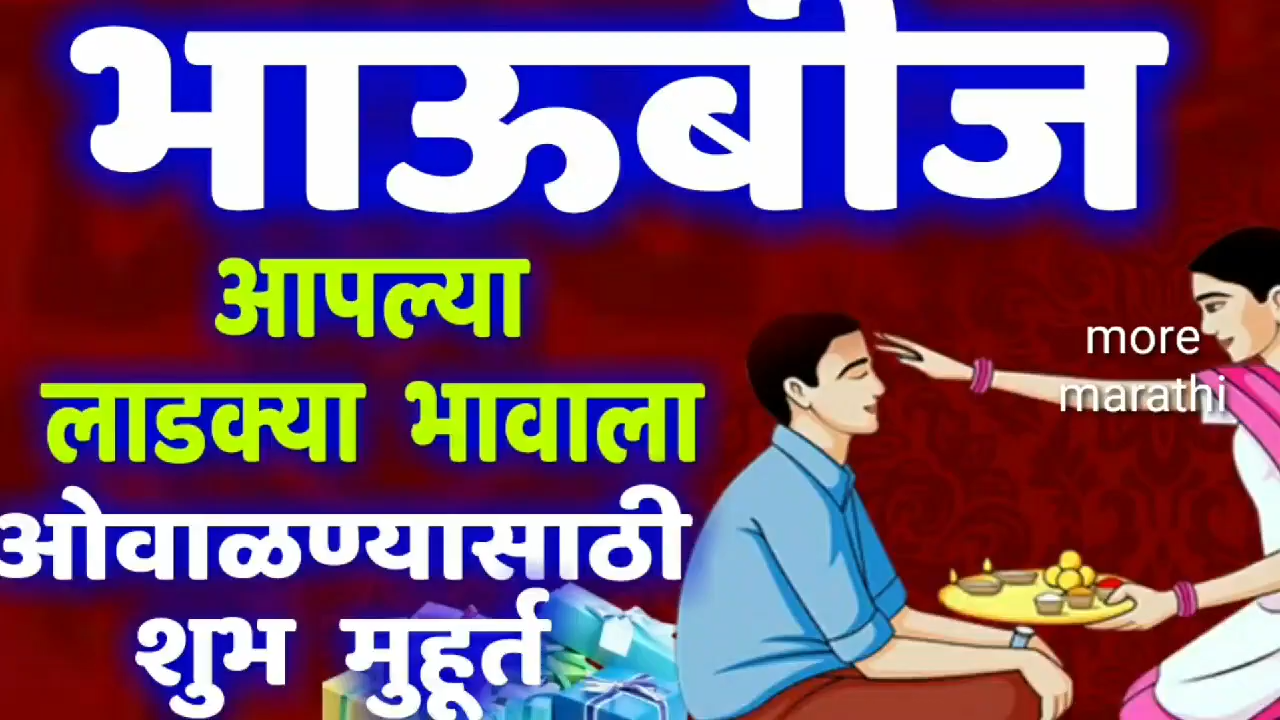 भाऊबीज
आपल्या
लाडक्या भावाला
ओवाळण्यासाठी
शुभ मुहूर्त
more
marathi